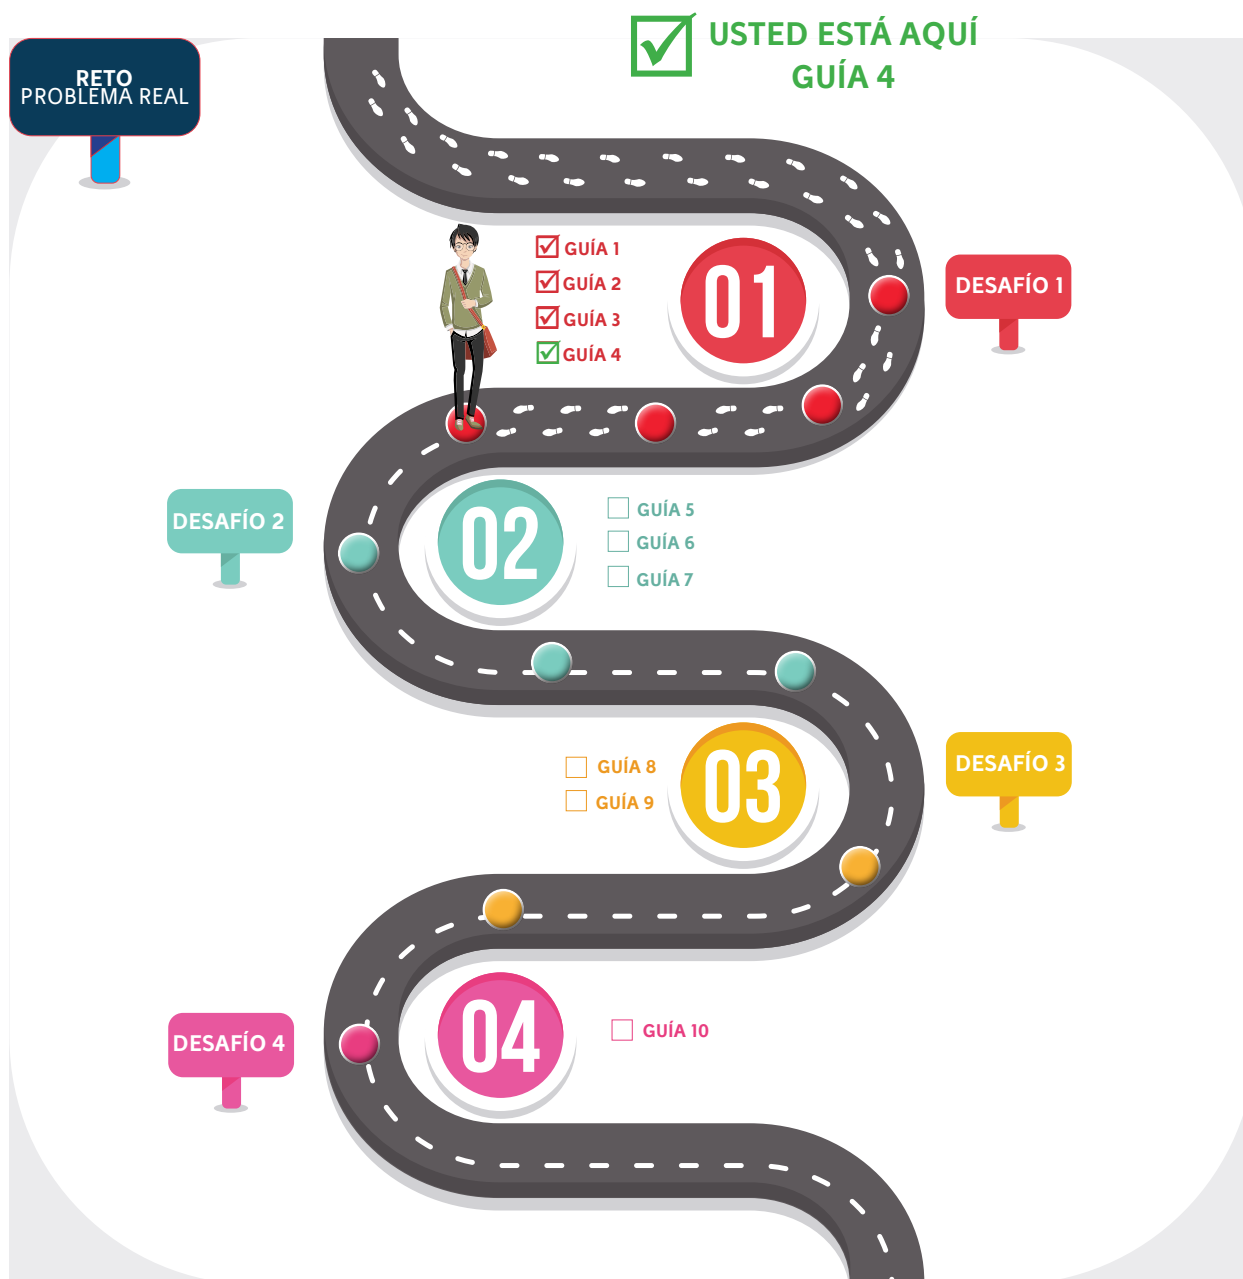 USTED ESTÁ AQUÍ
GUÍA 4
RETO
PROBLEMA REAL
GUÍA 1
GUÍA 2
GUÍA 3
GUÍA 4
01
DESAFÍO 1
DESAFÍO 2
02
GUÍA 5
GUÍA 6
GUÍA 7
GUÍA 8
GUÍA 9
03
DESAFÍO 3
DESAFÍO 4
04
GUÍA 10